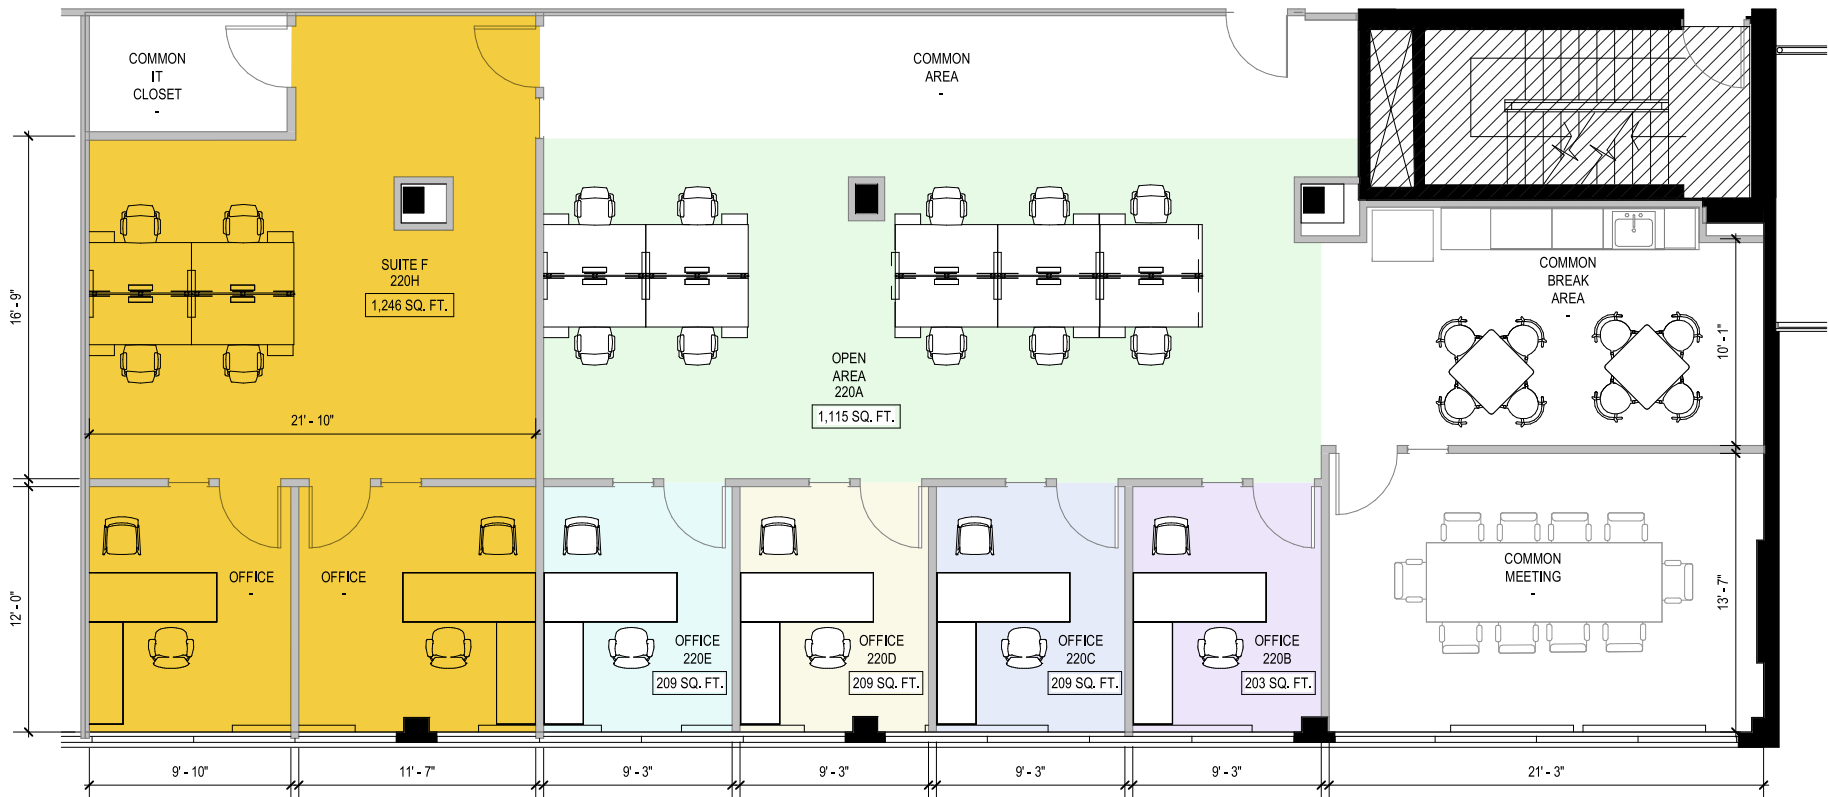 COMMON
IT
CLOSET
-
COMMON
AREA
-
SUITE F
220H
1,246 SQ. FT.
OPEN
AREA
220A
1,115 SQ. FT.
COMMON
BREAK
AREA
-
16' - 9"
10' - 1"
21' - 10"
OFFICE
-
OFFICE
-
OFFICE
220E
209 SQ. FT.
OFFICE
220D
209 SQ. FT.
OFFICE
220C
209 SQ. FT.
OFFICE
220B
203 SQ. FT.
COMMON
MEETING
-
12' - 0"
13' - 7"
9' - 10"
11' - 7"
9' - 3"
9' - 3"
9' - 3"
9' - 3"
21' - 3"